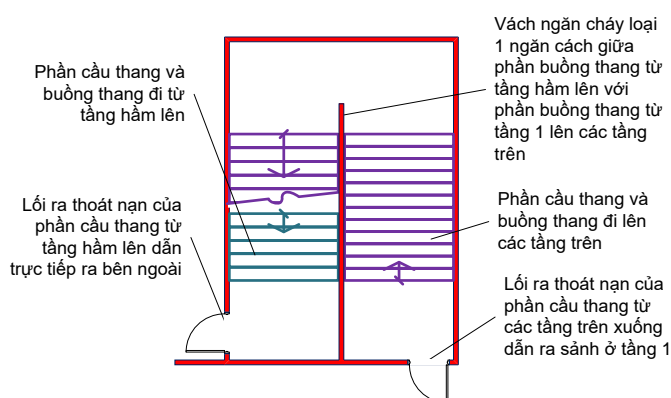 Phần cầu thang và
buồng thang đi từ
tầng hầm lên
Lối ra thoát nạn của
phần cầu thang từ
tầng hầm lên dẫn
trực tiếp ra bên ngoài
Vách ngăn cháy loại
1 ngăn cách giữa
phần buồng thang từ
tầng hầm lên với
phần buồng thang từ
tầng 1 lên các tầng
trên
Phần cầu thang và
buồng thang đi lên
các tầng trên
Lối ra thoát nạn của
phần cầu thang từ
các tầng trên xuống
dẫn ra sảnh ở tầng 1